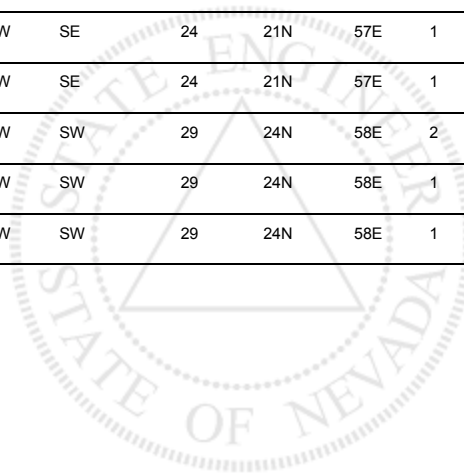 W SE 24 21N 57E 1
W SE 24 21N 57E 1
W SW 29 24N 58E 2
W SW 29 24N 58E 1
W SW 29 24N 58E 1
STATE ENGINEER
STATE OF NEVADA